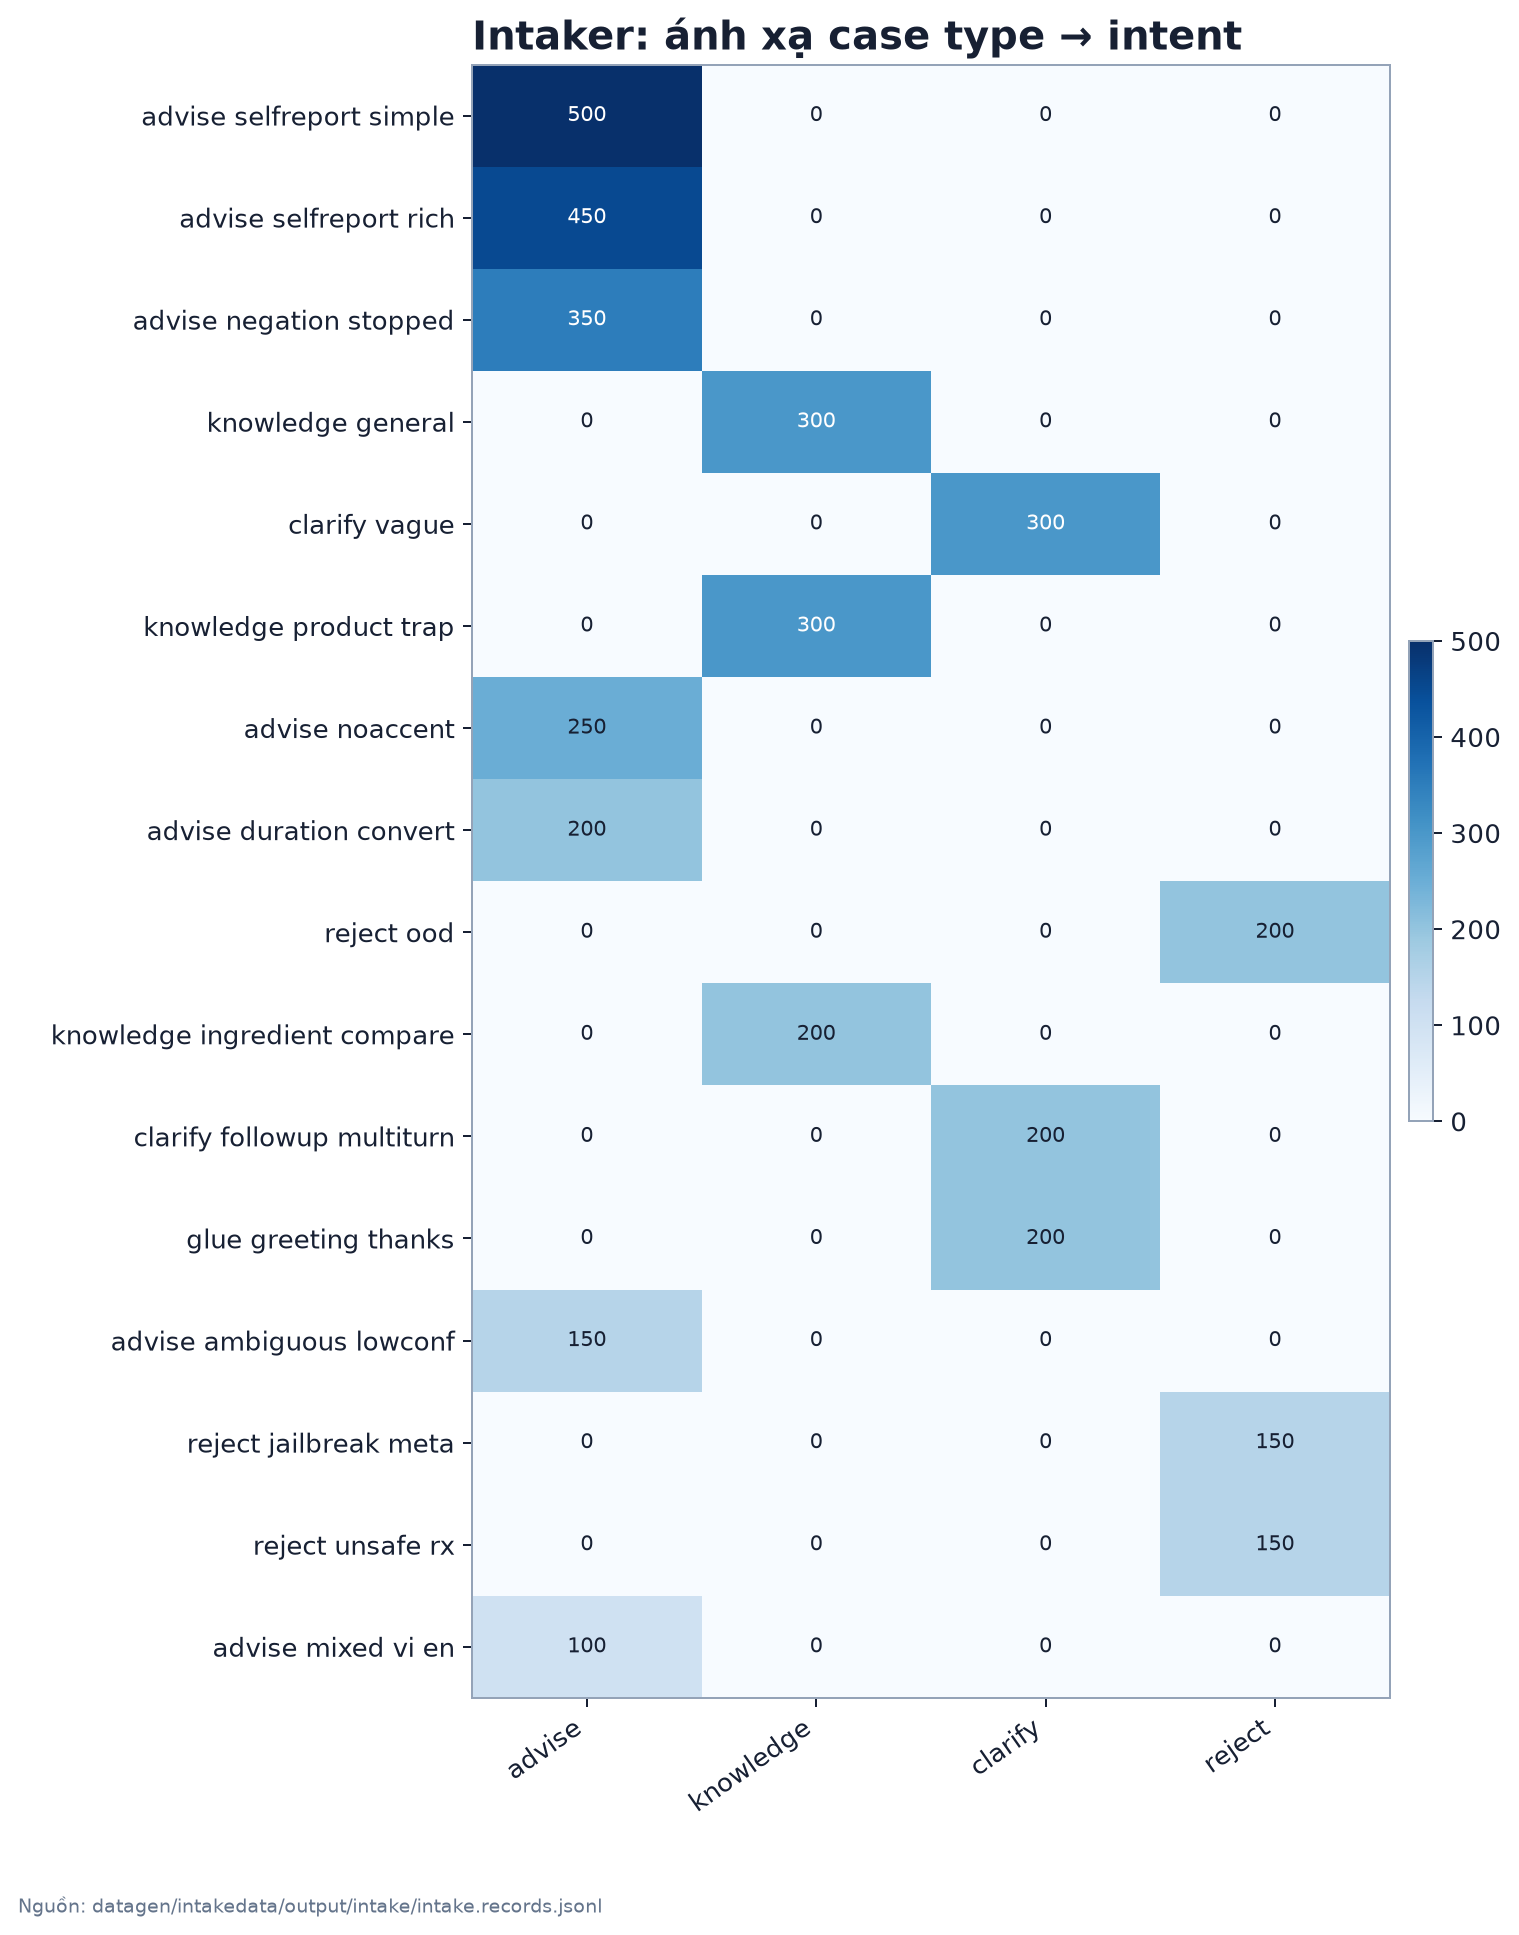 Intaker: ánh xạ case type → intent
advise selfreport simple 500 0 0 0
advise selfreport rich 450 0 0 0
advise negation stopped 350 0 0 0
knowledge general 0 300 0 0
clarify vague 0 0 300 0
knowledge product trap 0 300 0 0
advise noaccent 250 0 0 0
advise duration convert 200 0 0 0
reject ood 0 0 0 200
knowledge ingredient compare 0 200 0 0
clarify followup multiturn 0 0 200 0
glue greeting thanks 0 0 200 0
advise ambiguous lowconf 150 0 0 0
reject jailbreak meta 0 0 0 150
reject unsafe rx 0 0 0 150
advise mixed vi en 100 0 0 0
advise knowledge clarify reject
500
400
300
200
100
0
Nguồn: datagen/intakedata/output/intake/intake.records.jsonl